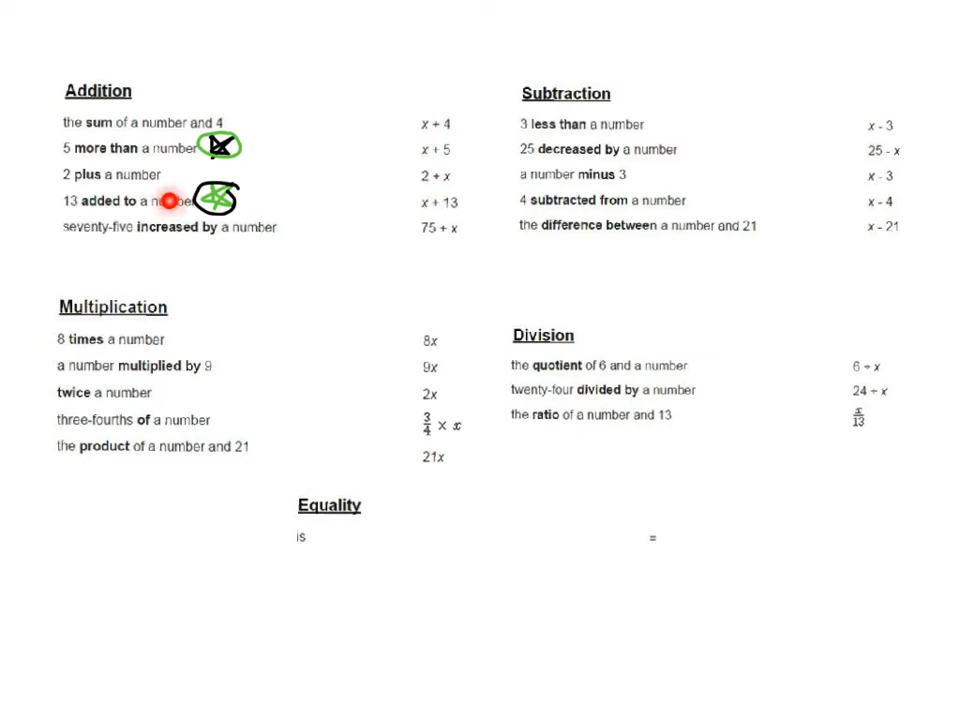 Addition
the sum of a number and 4 x + 4
5 more than a number x + 5
2 plus a number 2 + x
13 added to a number x + 13
seventy-five increased by a number 75 + x
Subtraction
3 less than a number x - 3
25 decreased by a number 25 - x
a number minus 3 x - 3
4 subtracted from a number x - 4
the difference between a number and 21 x - 21
Multiplication
8 times a number 8x
a number multiplied by 9 9x
twice a number 2x
three-fourths of a number 3/4 × x
the product of a number and 21 21x
Division
the quotient of 6 and a number 6 ÷ x
twenty-four divided by a number 24 ÷ x
the ratio of a number and 13 x/13
Equality
is =